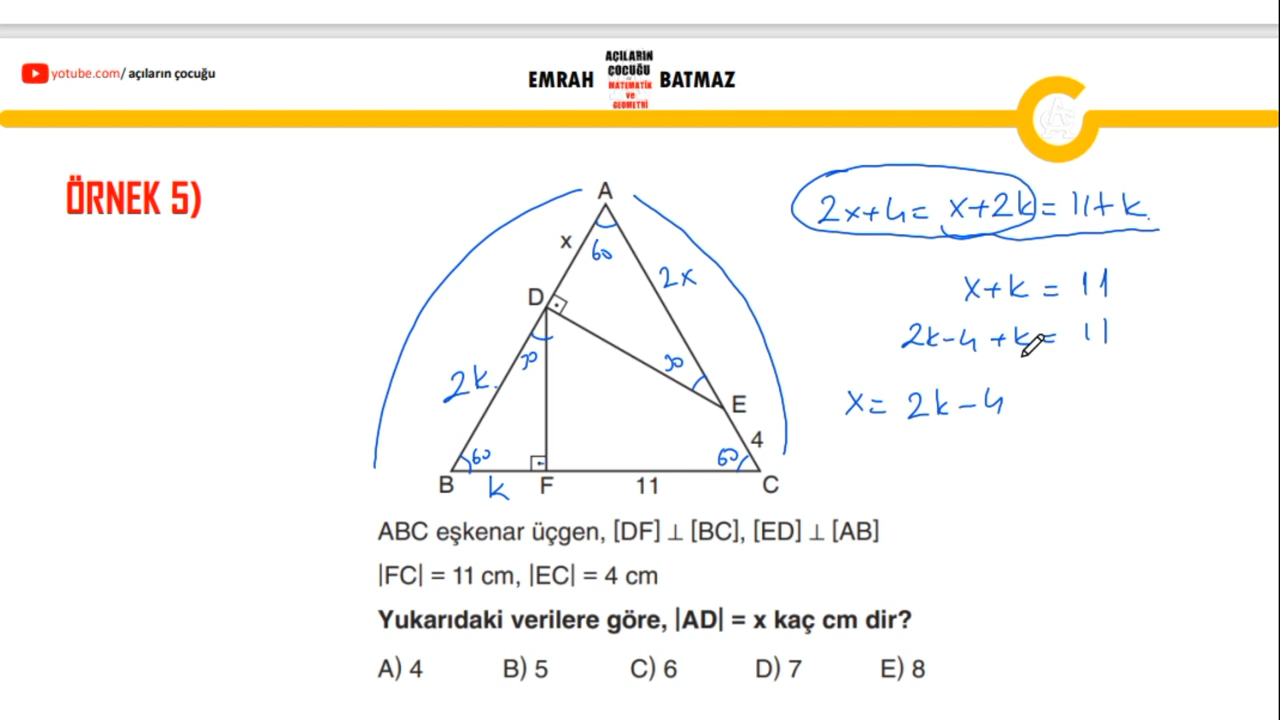 yotube.com/ açıların çocuğu
EMRAH
AÇILARIN
ÇOCUĞU
MATEMATİK
ve
GEOMETRİ
BATMAZ
ÖRNEK 5)
2x+4= x+2k = 11+k
x+k = 11
2k-4+k= 11
x= 2k-4
A
x
60
2x
D
30
30
2k
E
4
60
60
B
k
F
11
C
ABC eşkenar üçgen, [DF] ⊥ [BC], [ED] ⊥ [AB]
|FC| = 11 cm, |EC| = 4 cm
Yukarıdaki verilere göre, |AD| = x kaç cm dir?
A) 4 B) 5 C) 6 D) 7 E) 8